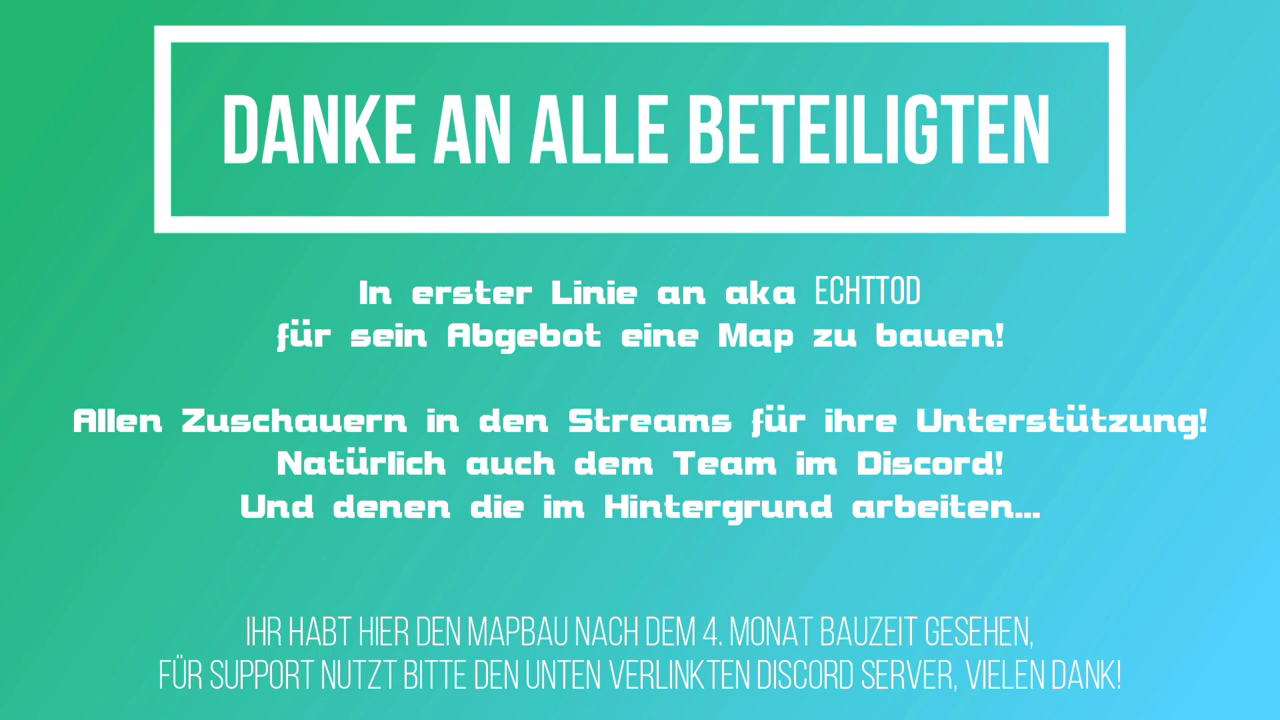 DANKE AN ALLE BETEILIGTEN
In erster Linie an aka ECHTTOD
für sein Abgebot eine Map zu bauen!
Allen Zuschauern in den Streams für ihre Unterstützung!
Natürlich auch dem Team im Discord!
Und denen die im Hintergrund arbeiten...
IHR HABT HIER DEN MAPBAU NACH DEM 4. MONAT BAUZEIT GESEHEN,
FÜR SUPPORT NUTZT BITTE DEN UNTEN VERLINKTEN DISCORD SERVER, VIELEN DANK!